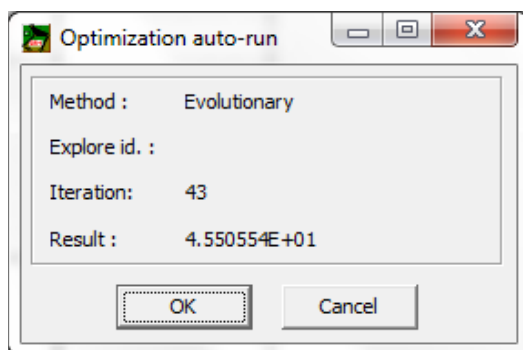 Optimization auto-run
Method : Evolutionary
Explore id. :
Iteration: 43
Result : 4.550554E+01
OK Cancel